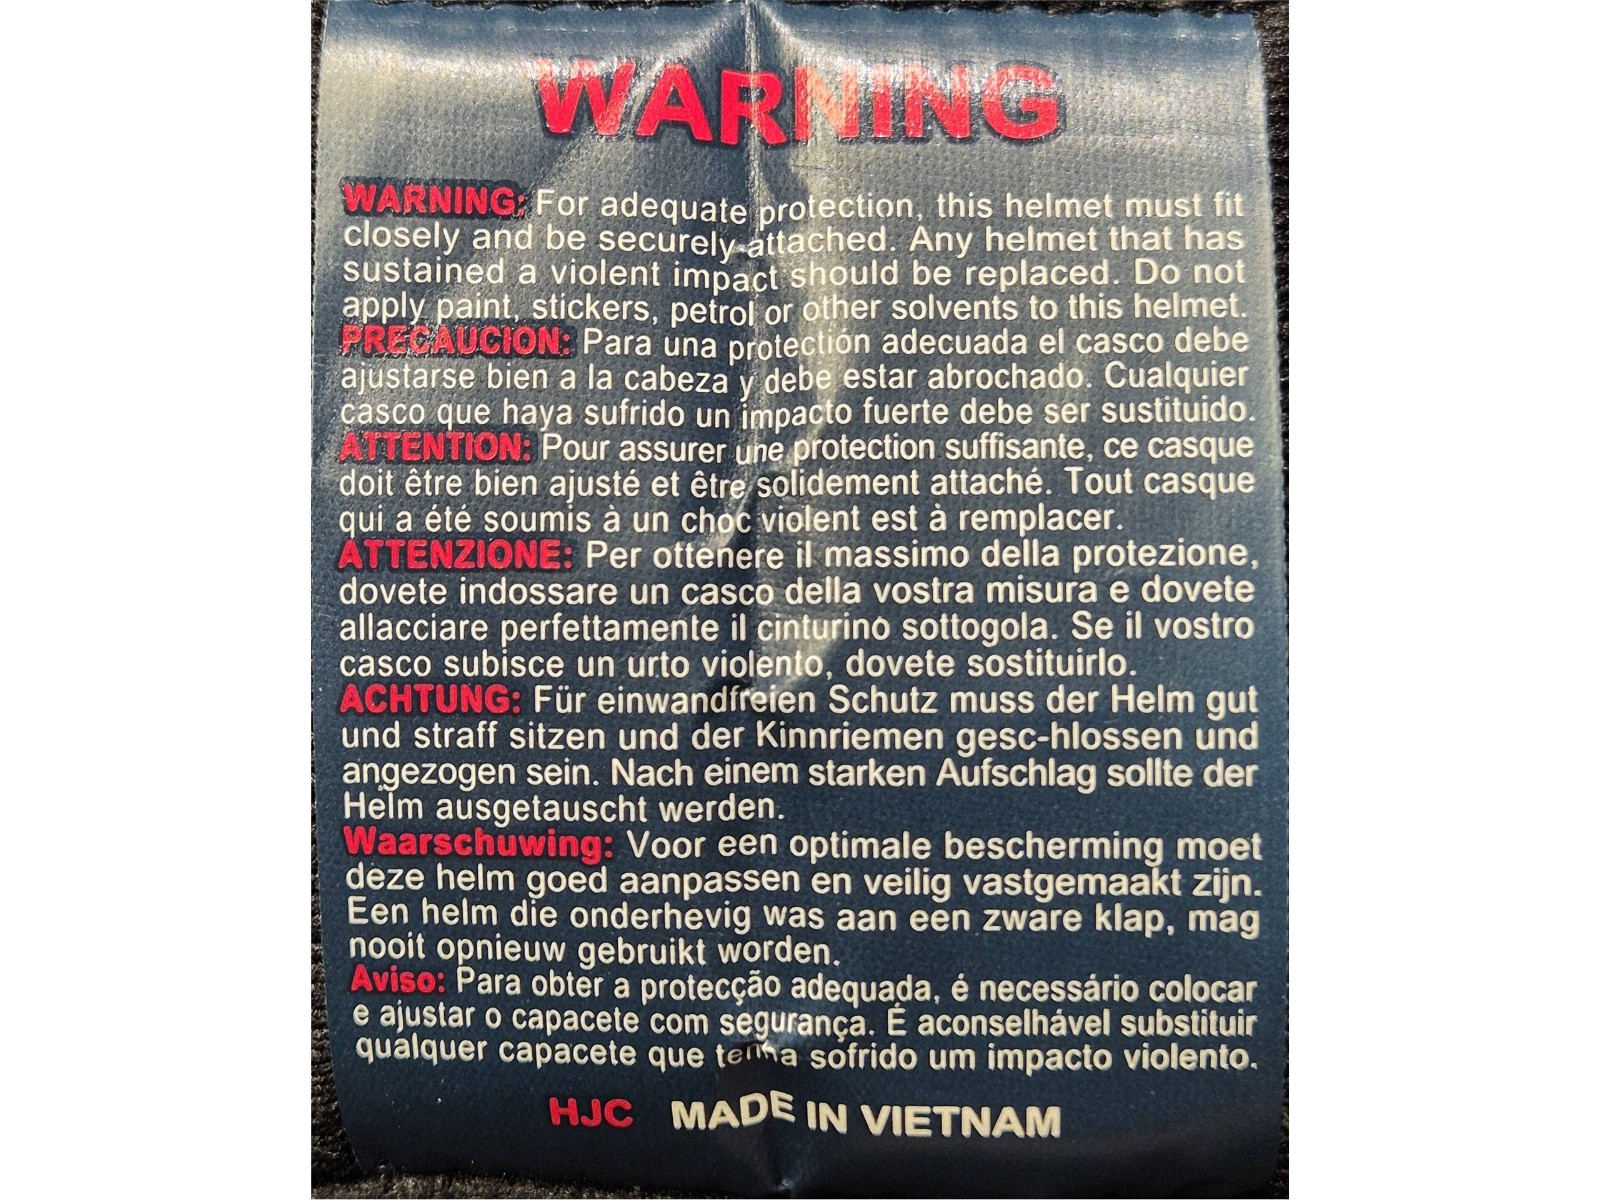 WARNING
WARNING: For adequate protection, this helmet must fit
closely and be securely attached. Any helmet that has
sustained a violent impact should be replaced. Do not
apply paint, stickers, petrol or other solvents to this helmet.
PRECAUCION: Para una protection adecuada el casco debe
ajustarse bien a la cabeza y debe estar abrochado. Cualquier
casco que haya sufrido un impacto fuerte debe ser sustituido.
ATTENTION: Pour assurer une protection suffisante, ce casque
doit être bien ajusté et être solidement attaché. Tout casque
qui a été soumis à un choc violent est à remplacer.
ATTENZIONE: Per ottenere il massimo della protezione,
dovete indossare un casco della vostra misura e dovete
allacciare perfettamente il cinturino sottogola. Se il vostro
casco subisce un urto violento, dovete sostituirlo.
ACHTUNG: Für einwandfreien Schutz muss der Helm gut
und straff sitzen und der Kinnriemen gesc-hlossen und
angezogen sein. Nach einem starken Aufschlag sollte der
Helm ausgetauscht werden.
Waarschuwing: Voor een optimale bescherming moet
deze helm goed aanpassen en veilig vastgemaakt zijn.
Een helm die onderhevig was aan een zware klap, mag
nooit opnieuw gebruikt worden.
Aviso: Para obter a protecção adequada, é necessário colocar
e ajustar o capacete com segurança. É aconselhável substituir
qualquer capacete que tenha sofrido um impacto violento.
HJC MADE IN VIETNAM